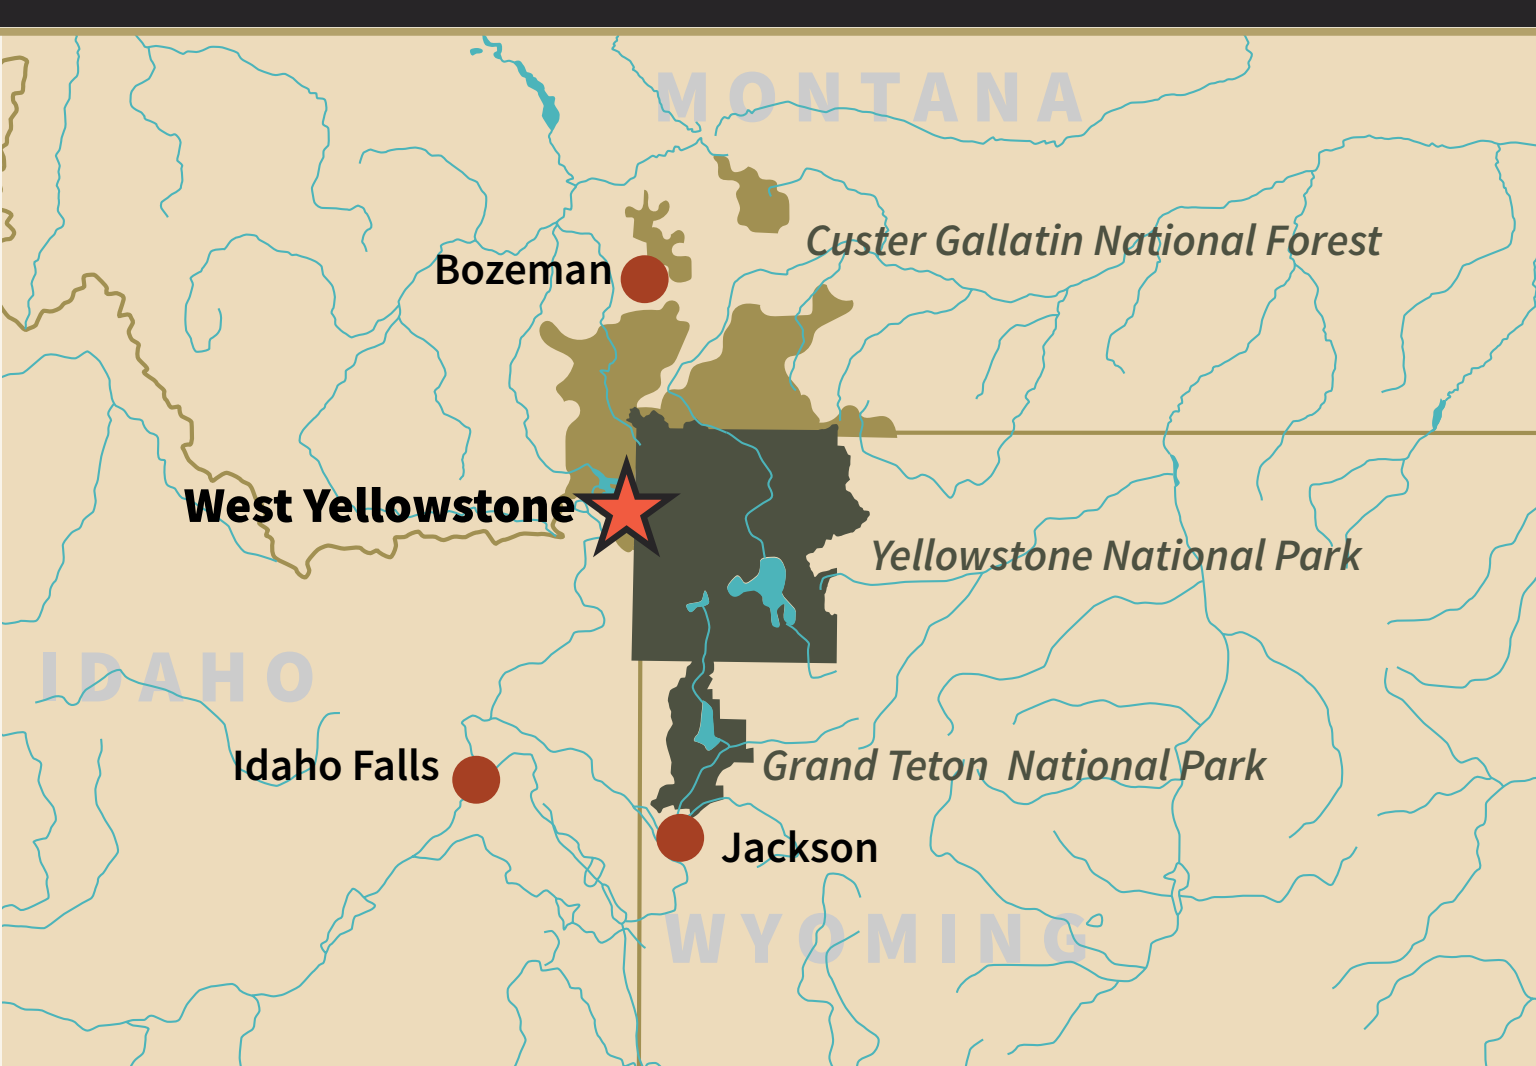 MONTANA
Custer Gallatin National Forest
Bozeman
West Yellowstone
Yellowstone National Park
IDAHO
Idaho Falls
Grand Teton  National Park
Jackson
WYOMING